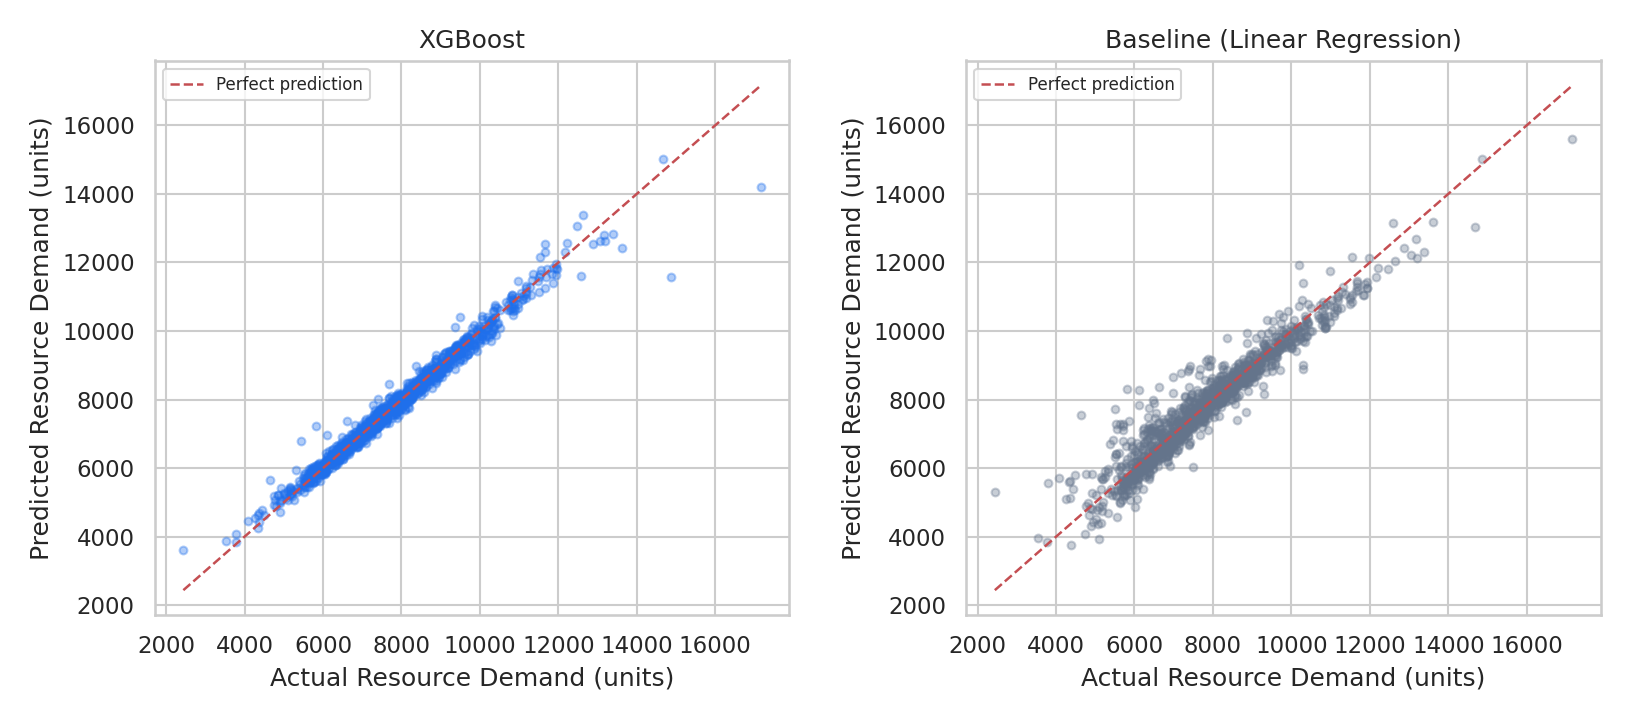 XGBoost
Perfect prediction
Predicted Resource Demand (units)
16000
14000
12000
10000
8000
6000
4000
2000
2000 4000 6000 8000 10000 12000 14000 16000
Actual Resource Demand (units)
Baseline (Linear Regression)
Perfect prediction
Predicted Resource Demand (units)
16000
14000
12000
10000
8000
6000
4000
2000
2000 4000 6000 8000 10000 12000 14000 16000
Actual Resource Demand (units)